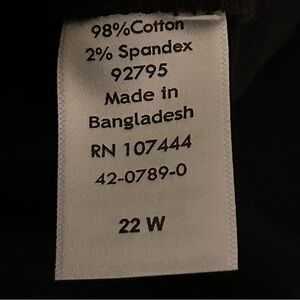 98%Cotton
2% Spandex
92795
Made in
Bangladesh
RN 107444
42-0789-0
22 W